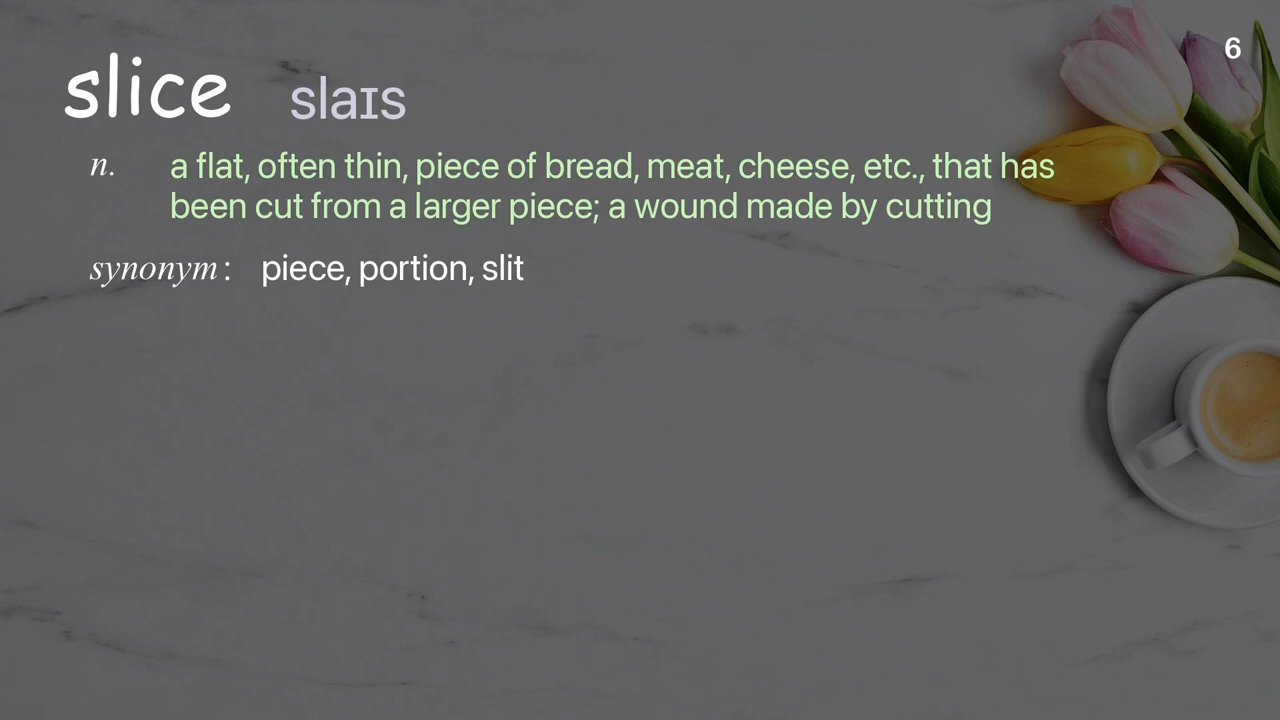 6
slice slaɪs
n. a flat, often thin, piece of bread, meat, cheese, etc., that has
been cut from a larger piece; a wound made by cutting
synonym: piece, portion, slit